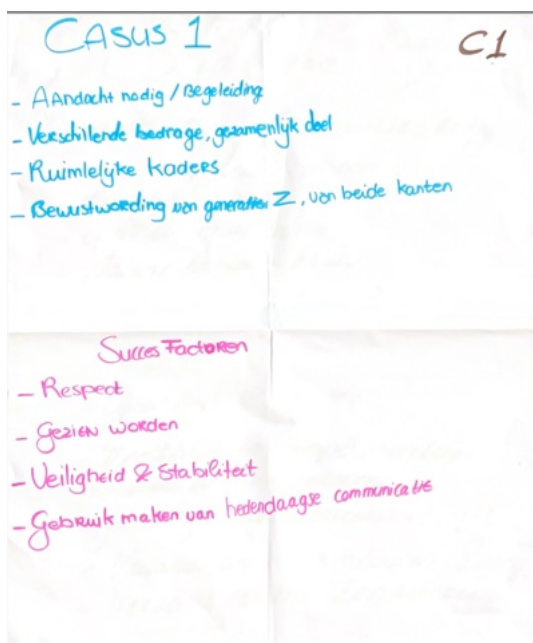 CASUS 1
C1
- AAndacht nodig / Begeleiding
- Verschillende bedrage, gezamenlijk doel
- Ruimlelijke kaders
- Bewustwording van generatie Z, van beide kanten
Succes Factoren
- Respect
- Gezien worden
- Veiligheid & Stabiliteit
- Gebruik maken van hedendaagse communicatie